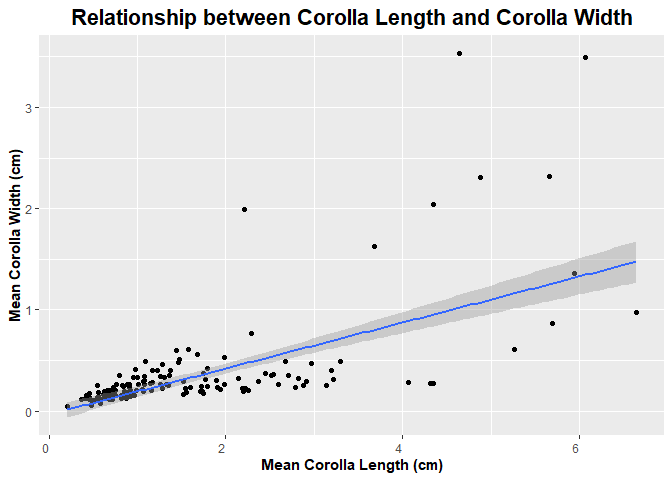 Relationship between Corolla Length and Corolla Width
Mean Corolla Width (cm)
3
2
1
0
0 2 4 6
Mean Corolla Length (cm)